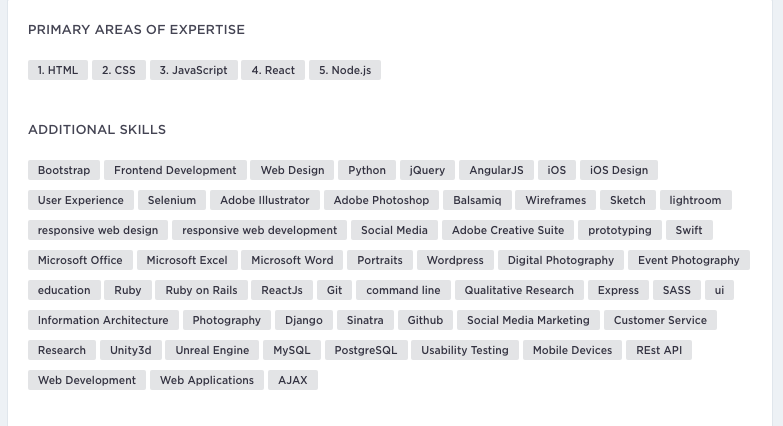 PRIMARY AREAS OF EXPERTISE
1. HTML 2. CSS 3. JavaScript 4. React 5. Node.js
ADDITIONAL SKILLS
Bootstrap Frontend Development Web Design Python jQuery AngularJS iOS iOS Design
User Experience Selenium Adobe Illustrator Adobe Photoshop Balsamiq Wireframes Sketch lightroom
responsive web design responsive web development Social Media Adobe Creative Suite prototyping Swift
Microsoft Office Microsoft Excel Microsoft Word Portraits Wordpress Digital Photography Event Photography
education Ruby Ruby on Rails ReactJs Git command line Qualitative Research Express SASS ui
Information Architecture Photography Django Sinatra Github Social Media Marketing Customer Service
Research Unity3d Unreal Engine MySQL PostgreSQL Usability Testing Mobile Devices REst API
Web Development Web Applications AJAX